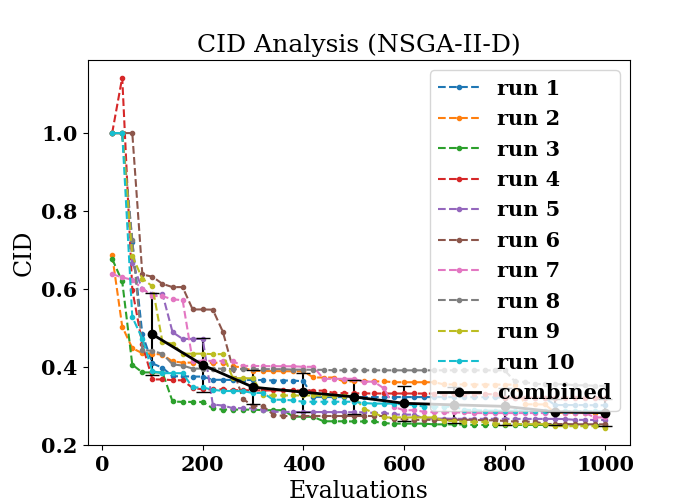 CID Analysis (NSGA-II-D)
run 1
run 2
run 3
run 4
run 5
run 6
run 7
run 8
run 9
run 10
combined
CID
1.0
0.8
0.6
0.4
0.2
0 200 400 600 800 1000
Evaluations